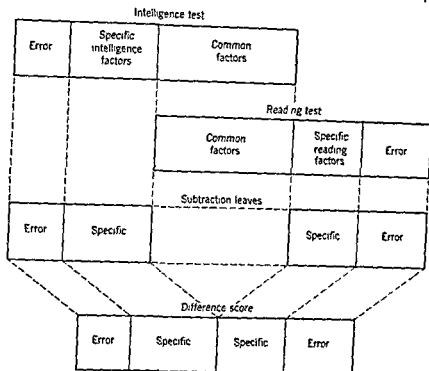 Intelligence test
Error
Specific
intelligence
factors
Common
factors
Reading test
Common
factors
Specific
reading
factors
Error
Subtraction leaves
Error
Specific
Specific
Error
Difference score
Error
Specific
Specific
Error